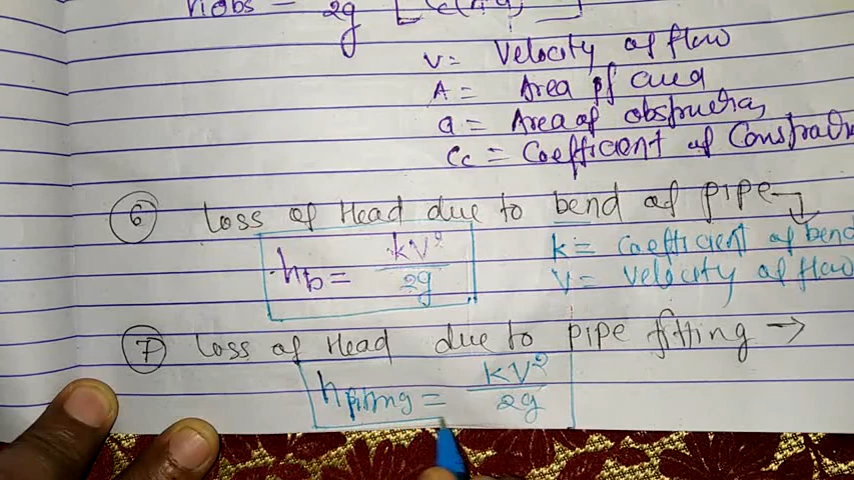 hobs = 2g [ Cc(A-a)
V = Velocity of flow
A = Area of area
a = Area of obstruction
Cc = Coefficient of
6 Loss of Head due to bend of pipe →
hb = kV²/2g
k = coefficient of bend
V = Velocity of flow
7 Loss of Head due to pipe fitting →
hfitting = kV²/2g